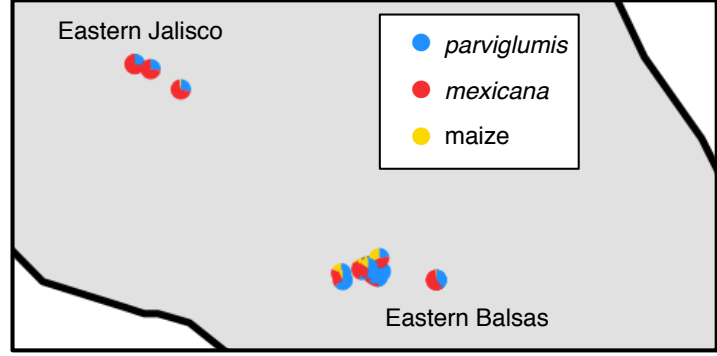 Eastern Jalisco
parviglumis
mexicana
maize
Eastern Balsas